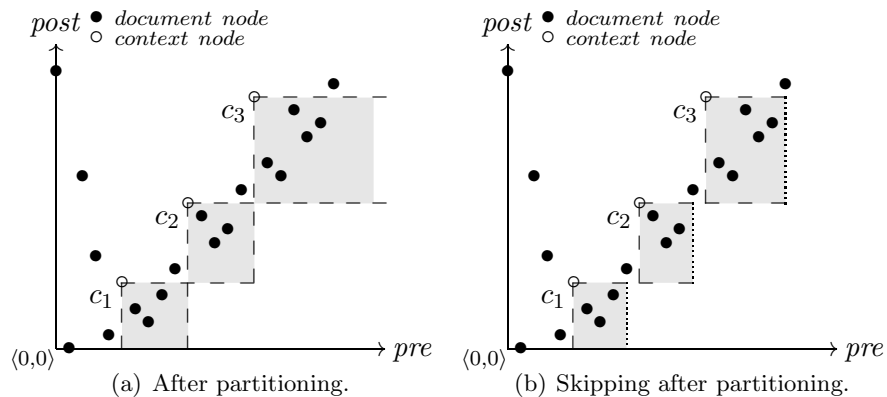 post
document node
context node
c3
c2
c1
⟨0,0⟩
pre
(a) After partitioning.
post
document node
context node
c3
c2
c1
⟨0,0⟩
pre
(b) Skipping after partitioning.